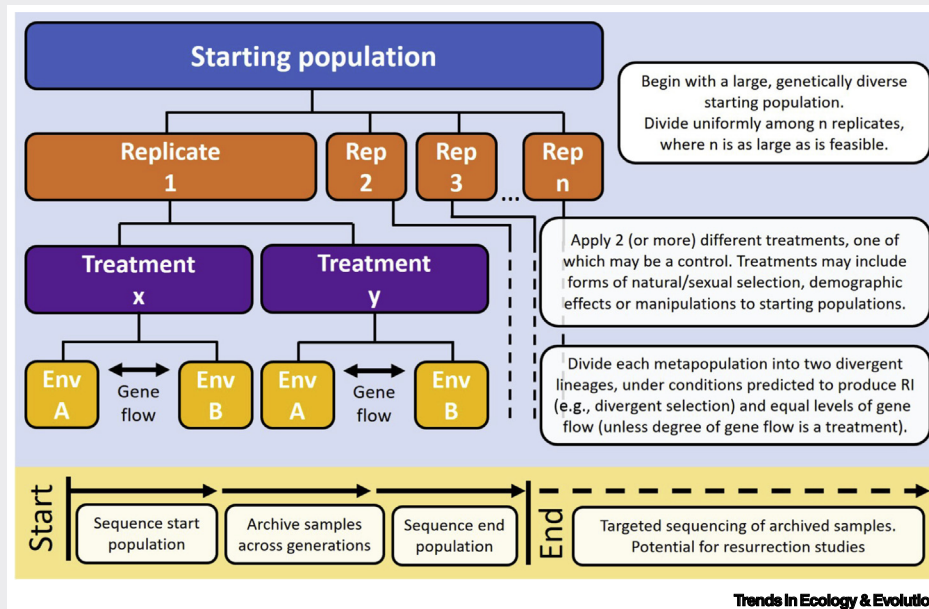 Starting population
Begin with a large, genetically diverse
starting population.
Divide uniformly among n replicates,
where n is as large as is feasible.
Replicate
1
Rep
2
Rep
3
...
Rep
n
Apply 2 (or more) different treatments, one of
which may be a control. Treatments may include
forms of natural/sexual selection, demographic
effects or manipulations to starting populations.
Treatment
x
Treatment
y
Divide each metapopulation into two divergent
lineages, under conditions predicted to produce RI
(e.g., divergent selection) and equal levels of gene
flow (unless degree of gene flow is a treatment).
Env
A
Gene
flow
Env
B
Env
A
Gene
flow
Env
B
Start
Sequence start
population
Archive samples
across generations
Sequence end
population
End
Targeted sequencing of archived samples.
Potential for resurrection studies
Trends in Ecology & Evolutio